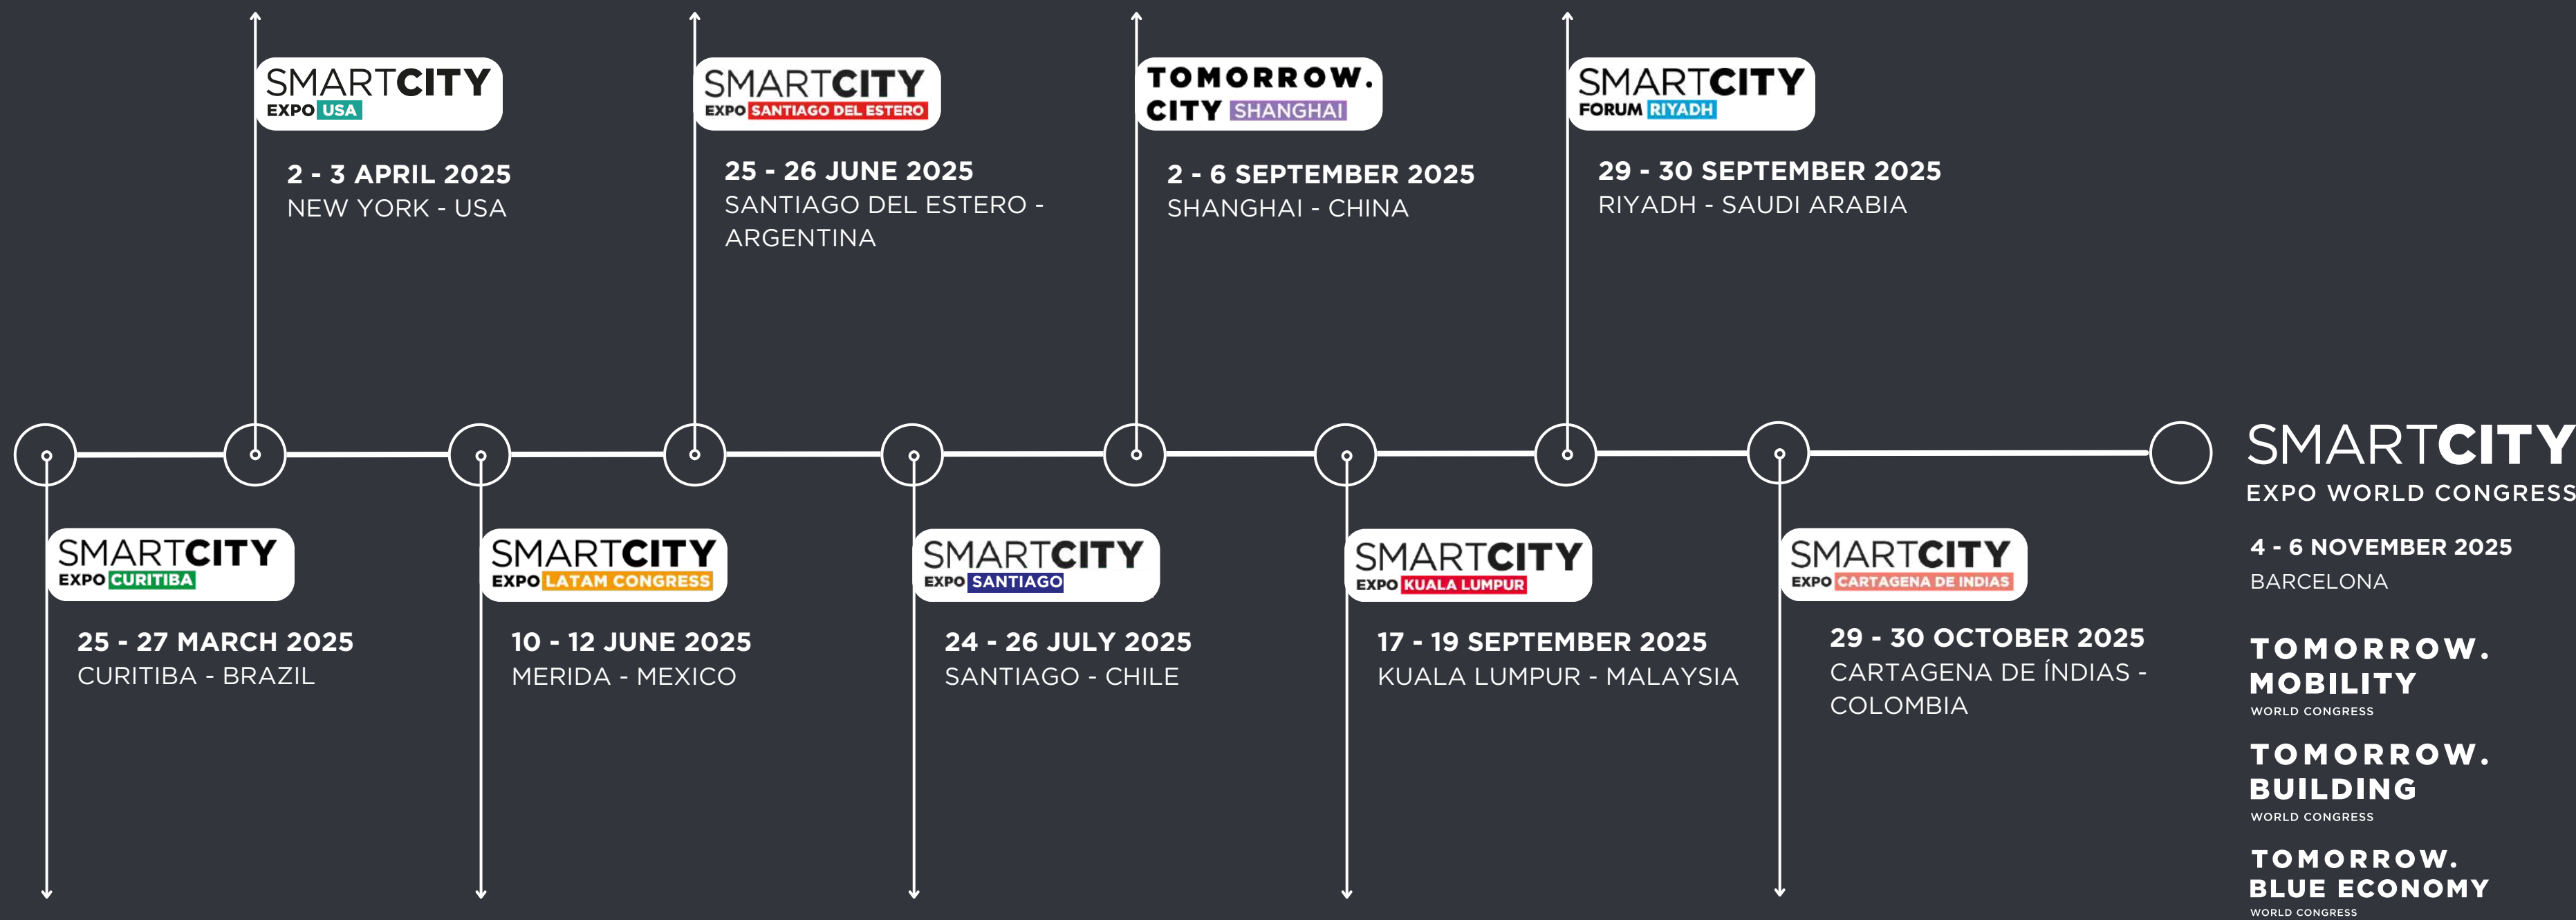 SMARTCITY
EXPO USA
2 - 3 APRIL 2025
NEW YORK - USA
SMARTCITY
EXPO SANTIAGO DEL ESTERO
25 - 26 JUNE 2025
SANTIAGO DEL ESTERO -
ARGENTINA
TOMORROW.
CITY SHANGHAI
2 - 6 SEPTEMBER 2025
SHANGHAI - CHINA
SMARTCITY
FORUM RIYADH
29 - 30 SEPTEMBER 2025
RIYADH - SAUDI ARABIA
SMARTCITY
EXPO CURITIBA
25 - 27 MARCH 2025
CURITIBA - BRAZIL
SMARTCITY
EXPO LATAM CONGRESS
10 - 12 JUNE 2025
MERIDA - MEXICO
SMARTCITY
EXPO SANTIAGO
24 - 26 JULY 2025
SANTIAGO - CHILE
SMARTCITY
EXPO KUALA LUMPUR
17 - 19 SEPTEMBER 2025
KUALA LUMPUR - MALAYSIA
SMARTCITY
EXPO CARTAGENA DE INDIAS
29 - 30 OCTOBER 2025
CARTAGENA DE ÍNDIAS -
COLOMBIA
SMARTCITY
EXPO WORLD CONGRESS
4 - 6 NOVEMBER 2025
BARCELONA
TOMORROW.
MOBILITY
WORLD CONGRESS
TOMORROW.
BUILDING
WORLD CONGRESS
TOMORROW.
BLUE ECONOMY
WORLD CONGRESS